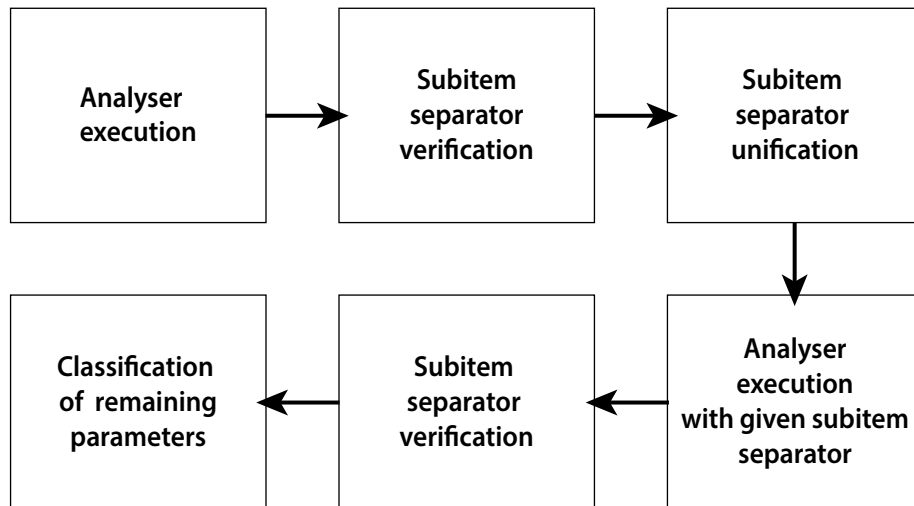 Analyser
execution
Subitem
separator
verification
Subitem
separator
unification
Analyser
execution
with given subitem
separator
Subitem
separator
verification
Classification
of remaining
parameters